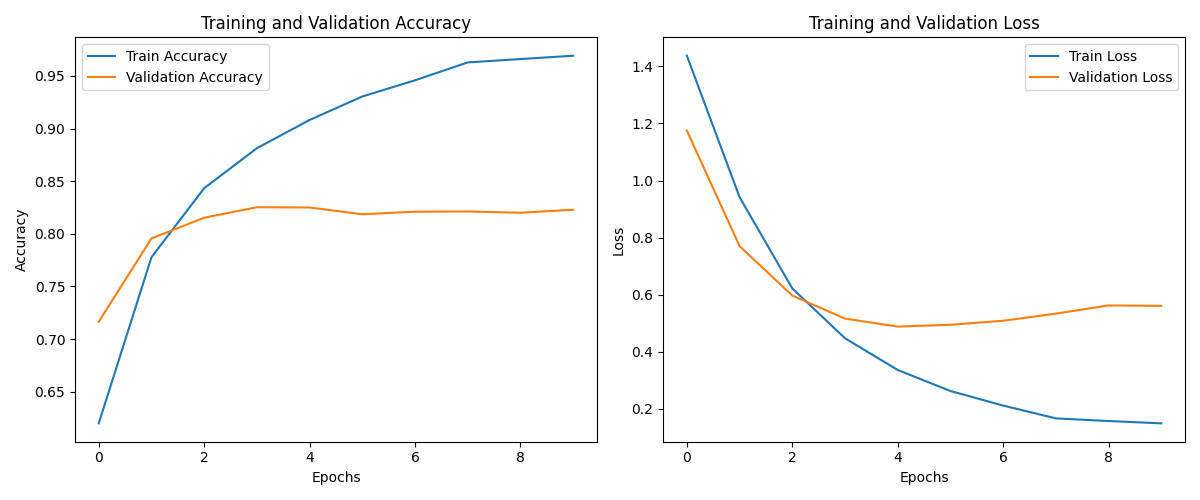 Training and Validation Accuracy
Train Accuracy
Validation Accuracy
0.95
0.90
0.85
0.80
0.75
0.70
0.65
Accuracy
0 2 4 6 8
Epochs
Training and Validation Loss
Train Loss
Validation Loss
1.4
1.2
1.0
0.8
0.6
0.4
0.2
Loss
0 2 4 6 8
Epochs